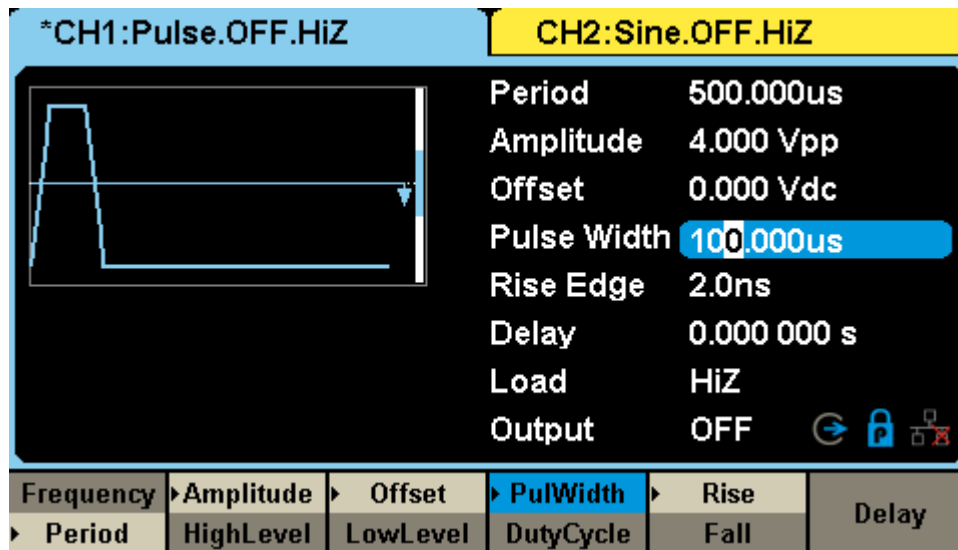 *CH1:Pulse.OFF.HiZ CH2:Sine.OFF.HiZ
Period 500.000us
Amplitude 4.000 Vpp
Offset 0.000 Vdc
Pulse Width 100.000us
Rise Edge 2.0ns
Delay 0.000 000 s
Load HiZ
Output OFF
Frequency Amplitude Offset PulWidth Rise Delay
Period HighLevel LowLevel DutyCycle Fall